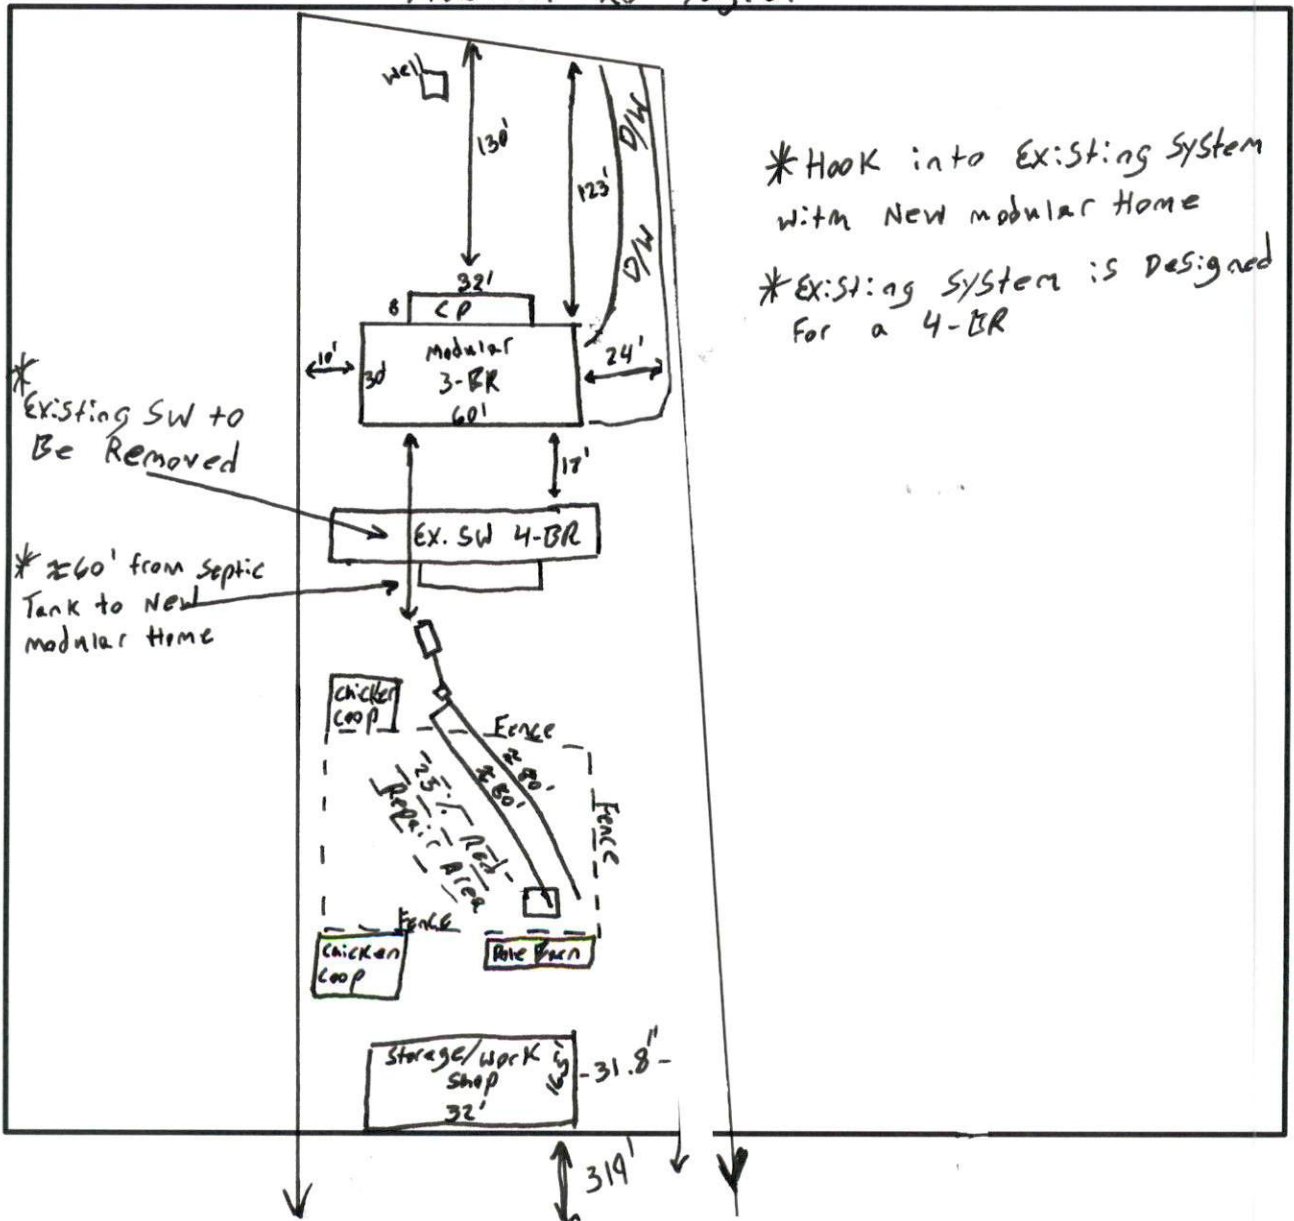 well
130'
123'
D/W
D/W
* Hook into Existing System
with New modular Home
* Existing System is Designed
For a 4-BR
32'
8
CP
Modular
3-BR
60'
30'
10'
24'
*
Existing SW to
Be Removed
EX. SW 4-BR
* ≈60' from Septic
Tank to New
modular Home
chicken
coop
Fence
≈ 80'
≈ 80'
25% Red.
Repair Area
Fence
Fence
Chicken
Coop
Pole Barn
Storage/work
Shop
32'
-31.8"-
319'